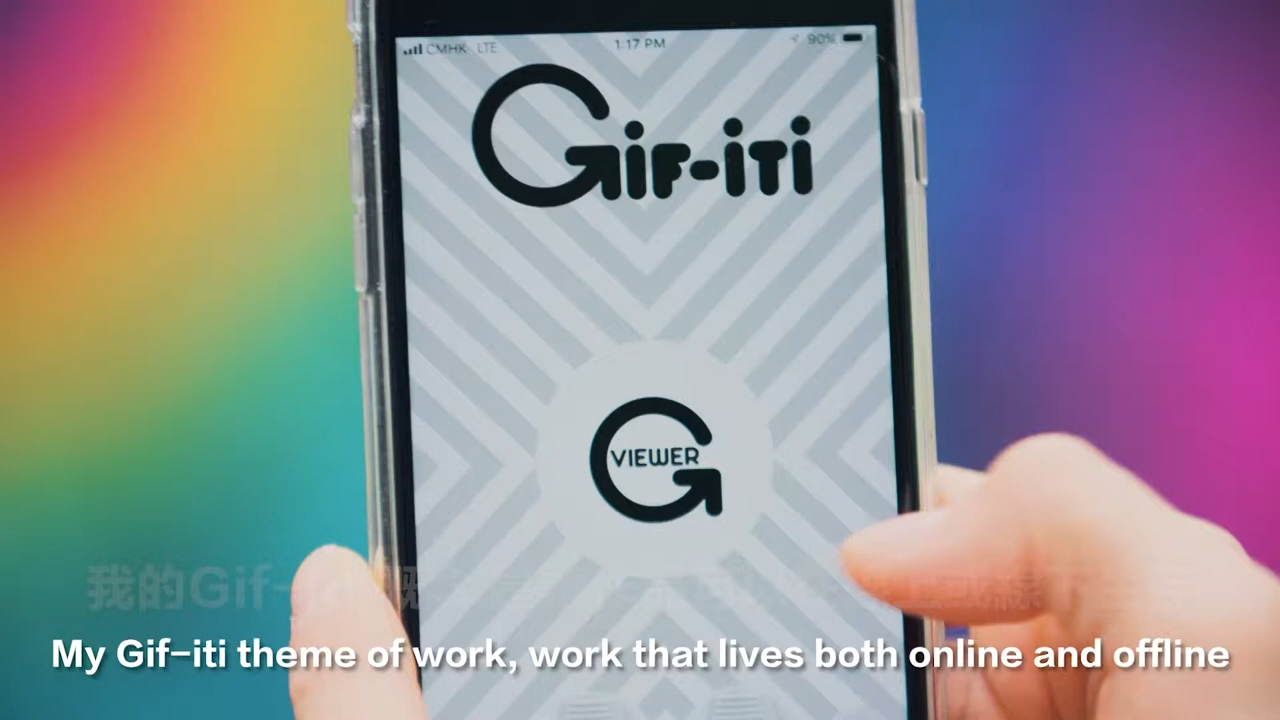 CMHK LTE 1:17 PM 90%
GiF-iTi
VIEWER
我的Gif-iti
My Gif-iti theme of work, work that lives both online and offline